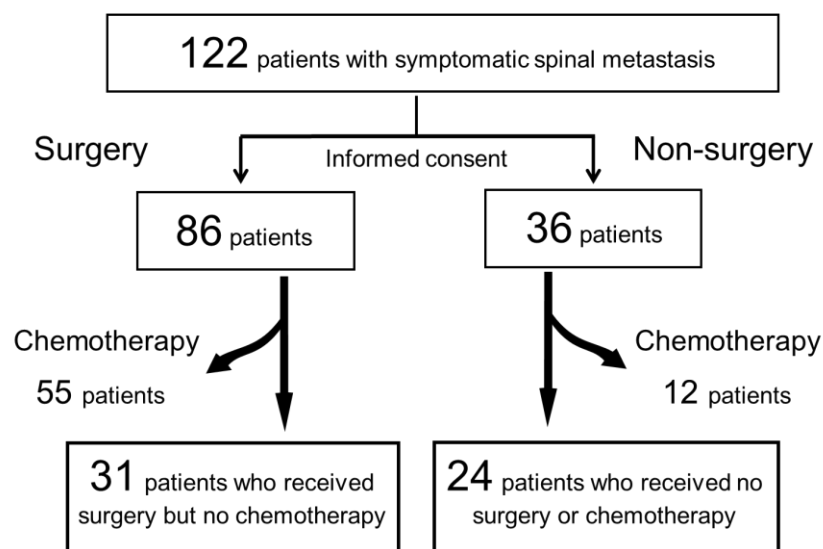 122 patients with symptomatic spinal metastasis
Surgery
Informed consent
Non-surgery
86 patients
36 patients
Chemotherapy
55 patients
Chemotherapy
12 patients
31 patients who received
surgery but no chemotherapy
24 patients who received no
surgery or chemotherapy